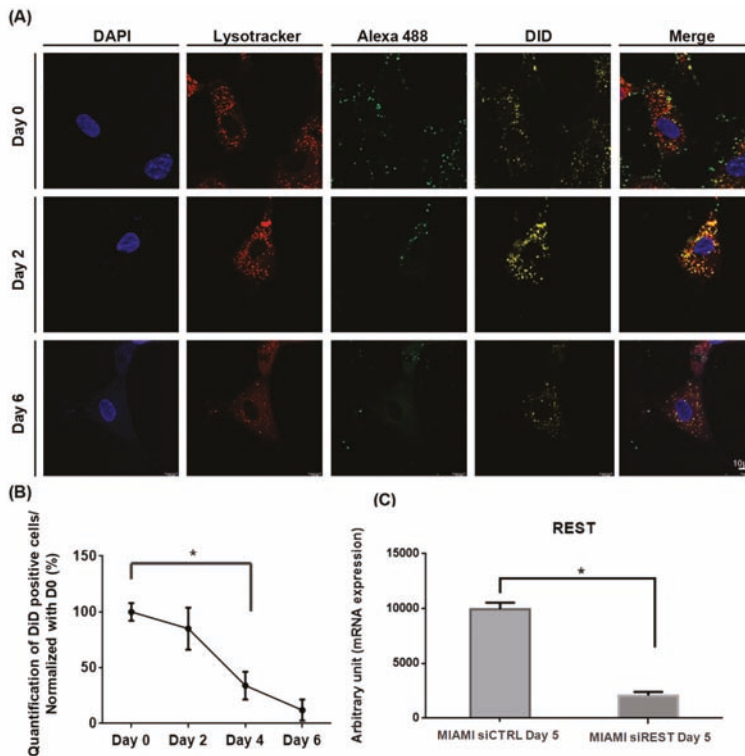 (A)
DAPI Lysotracker Alexa 488 DID Merge
Day 0
Day 2
Day 6
(B)
Quantification of DiD positive cells/
Normalized with D0 (%)
150
*
100
50
0
Day 0 Day 2 Day 4 Day 6
(C)
REST
Arbitrary unit (mRNA expression)
15000
*
10000
5000
0
MIAMI siCTRL Day 5 MIAMI siREST Day 5